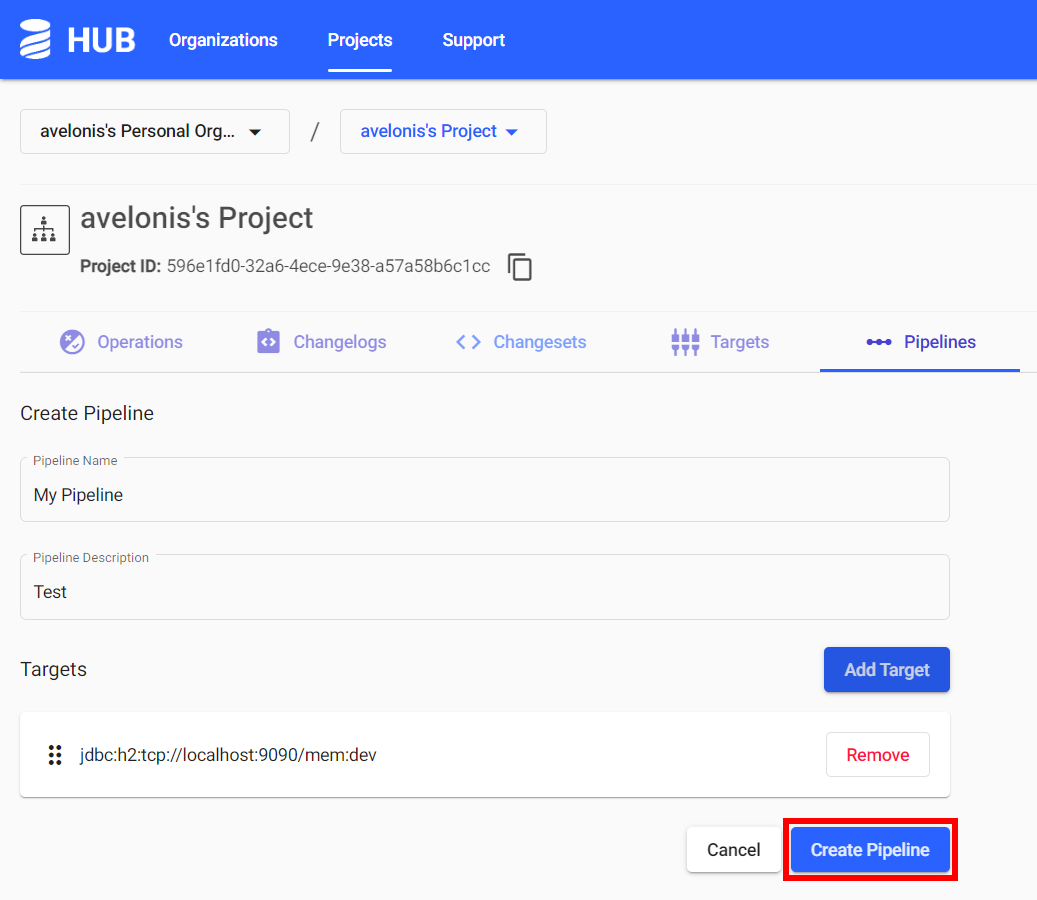 HUB Organizations Projects Support
avelonis's Personal Org... / avelonis's Project
avelonis's Project
Project ID: 596e1fd0-32a6-4ece-9e38-a57a58b6c1cc
Operations Changelogs Changesets Targets Pipelines
Create Pipeline
Pipeline Name
My Pipeline
Pipeline Description
Test
Targets Add Target
jdbc:h2:tcp://localhost:9090/mem:dev Remove
Cancel Create Pipeline